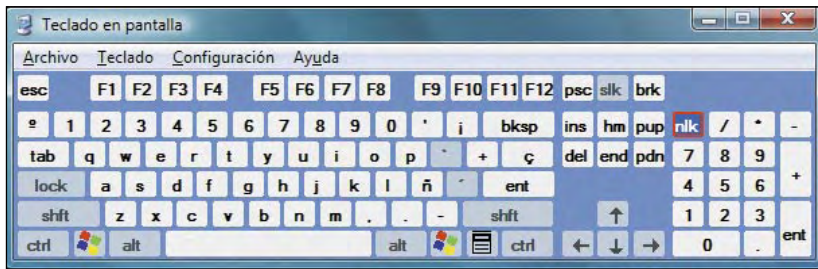 Teclado en pantalla
Archivo Teclado Configuración Ayuda
esc F1 F2 F3 F4 F5 F6 F7 F8 F9 F10 F11 F12 psc slk brk
º 1 2 3 4 5 6 7 8 9 0 ' ¡ bksp ins hm pup nlk / * -
tab q w e r t y u i o p ` + ç del end pdn 7 8 9 +
lock a s d f g h j k l ñ ´ ent 4 5 6
shft z x c v b n m , . - shft ↑ 1 2 3 ent
ctrl alt alt ctrl ← ↓ → 0 .